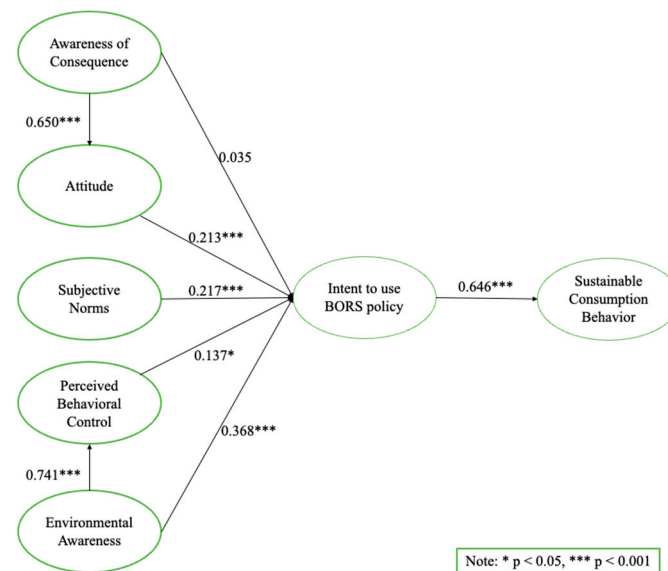 Awareness of
Consequence
0.650***
0.035
Attitude
0.213***
Subjective
Norms
0.217***
Intent to use
BORS policy
0.646***
Sustainable
Consumption
Behavior
0.137*
Perceived
Behavioral
Control
0.368***
0.741***
Environmental
Awareness
Note: * p < 0.05, *** p < 0.001